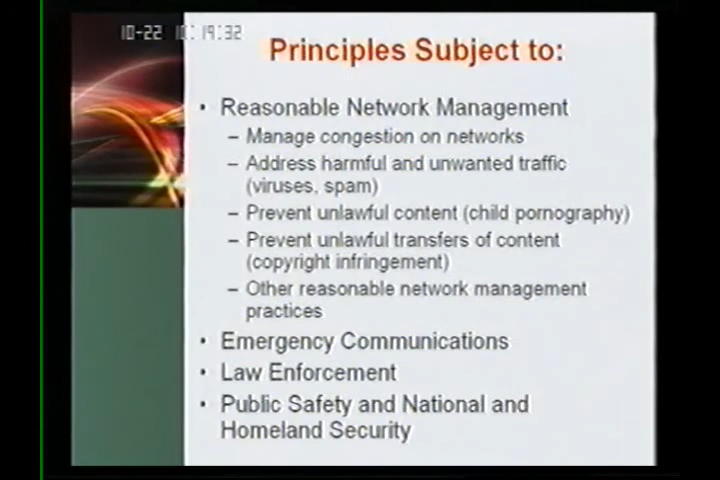 10-22 10:19:32
Principles Subject to:
• Reasonable Network Management
– Manage congestion on networks
– Address harmful and unwanted traffic
(viruses, spam)
– Prevent unlawful content (child pornography)
– Prevent unlawful transfers of content
(copyright infringement)
– Other reasonable network management
practices
• Emergency Communications
• Law Enforcement
• Public Safety and National and
Homeland Security